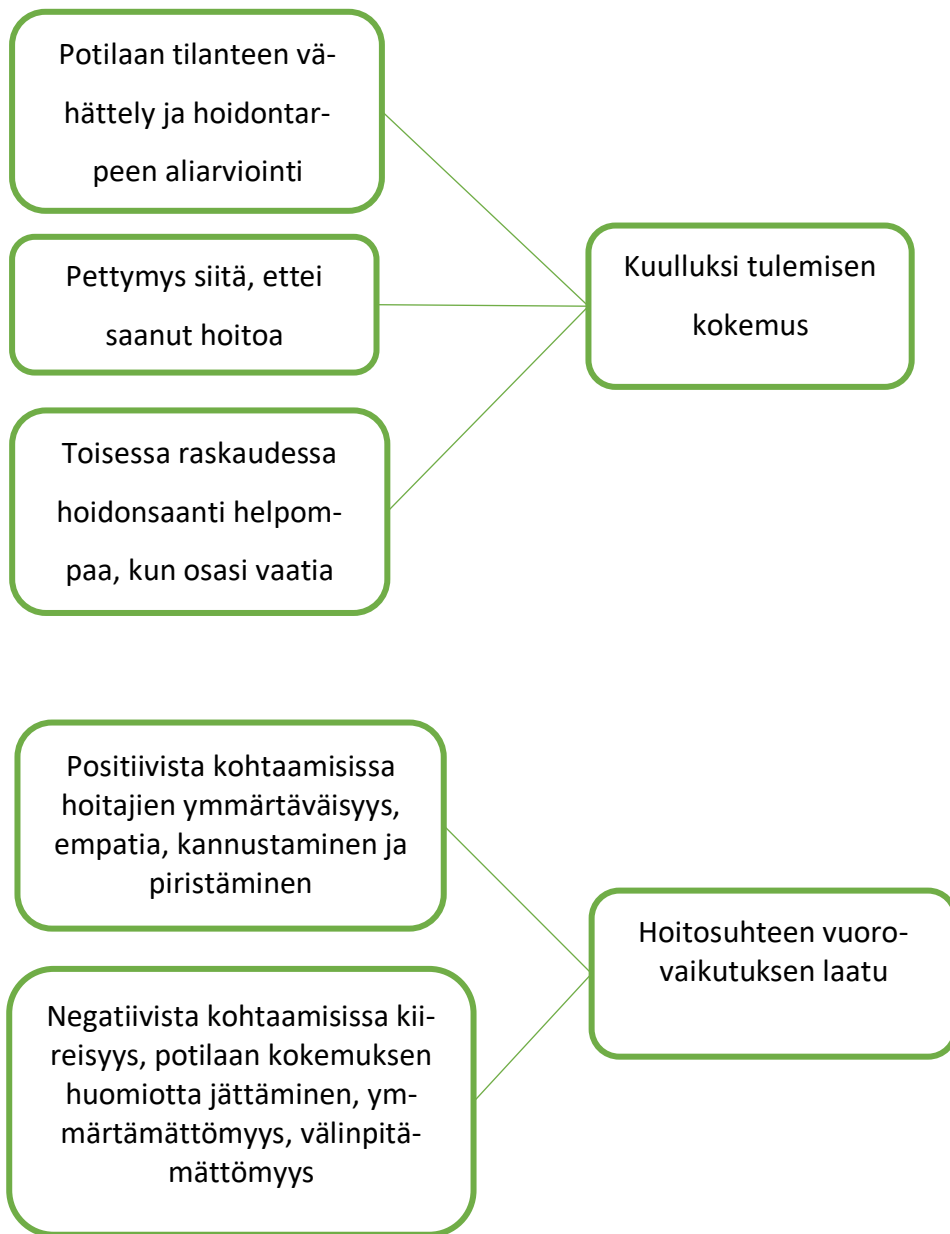 Potilaan tilanteen vä-
hättely ja hoidontar-
peen aliarviointi
Pettymys siitä, ettei
saanut hoitoa
Toisessa raskaudessa
hoidonsaanti helpom-
paa, kun osasi vaatia
Kuulluksi tulemisen
kokemus
Positiivista kohtaamisissa
hoitajien ymmärtäväisyys,
empatia, kannustaminen ja
piristäminen
Negatiivista kohtaamisissa kii-
reisyys, potilaan kokemuksen
huomiotta jättäminen, ym-
märtämättömyys, välinpitä-
mättömyys
Hoitosuhteen vuoro-
vaikutuksen laatu